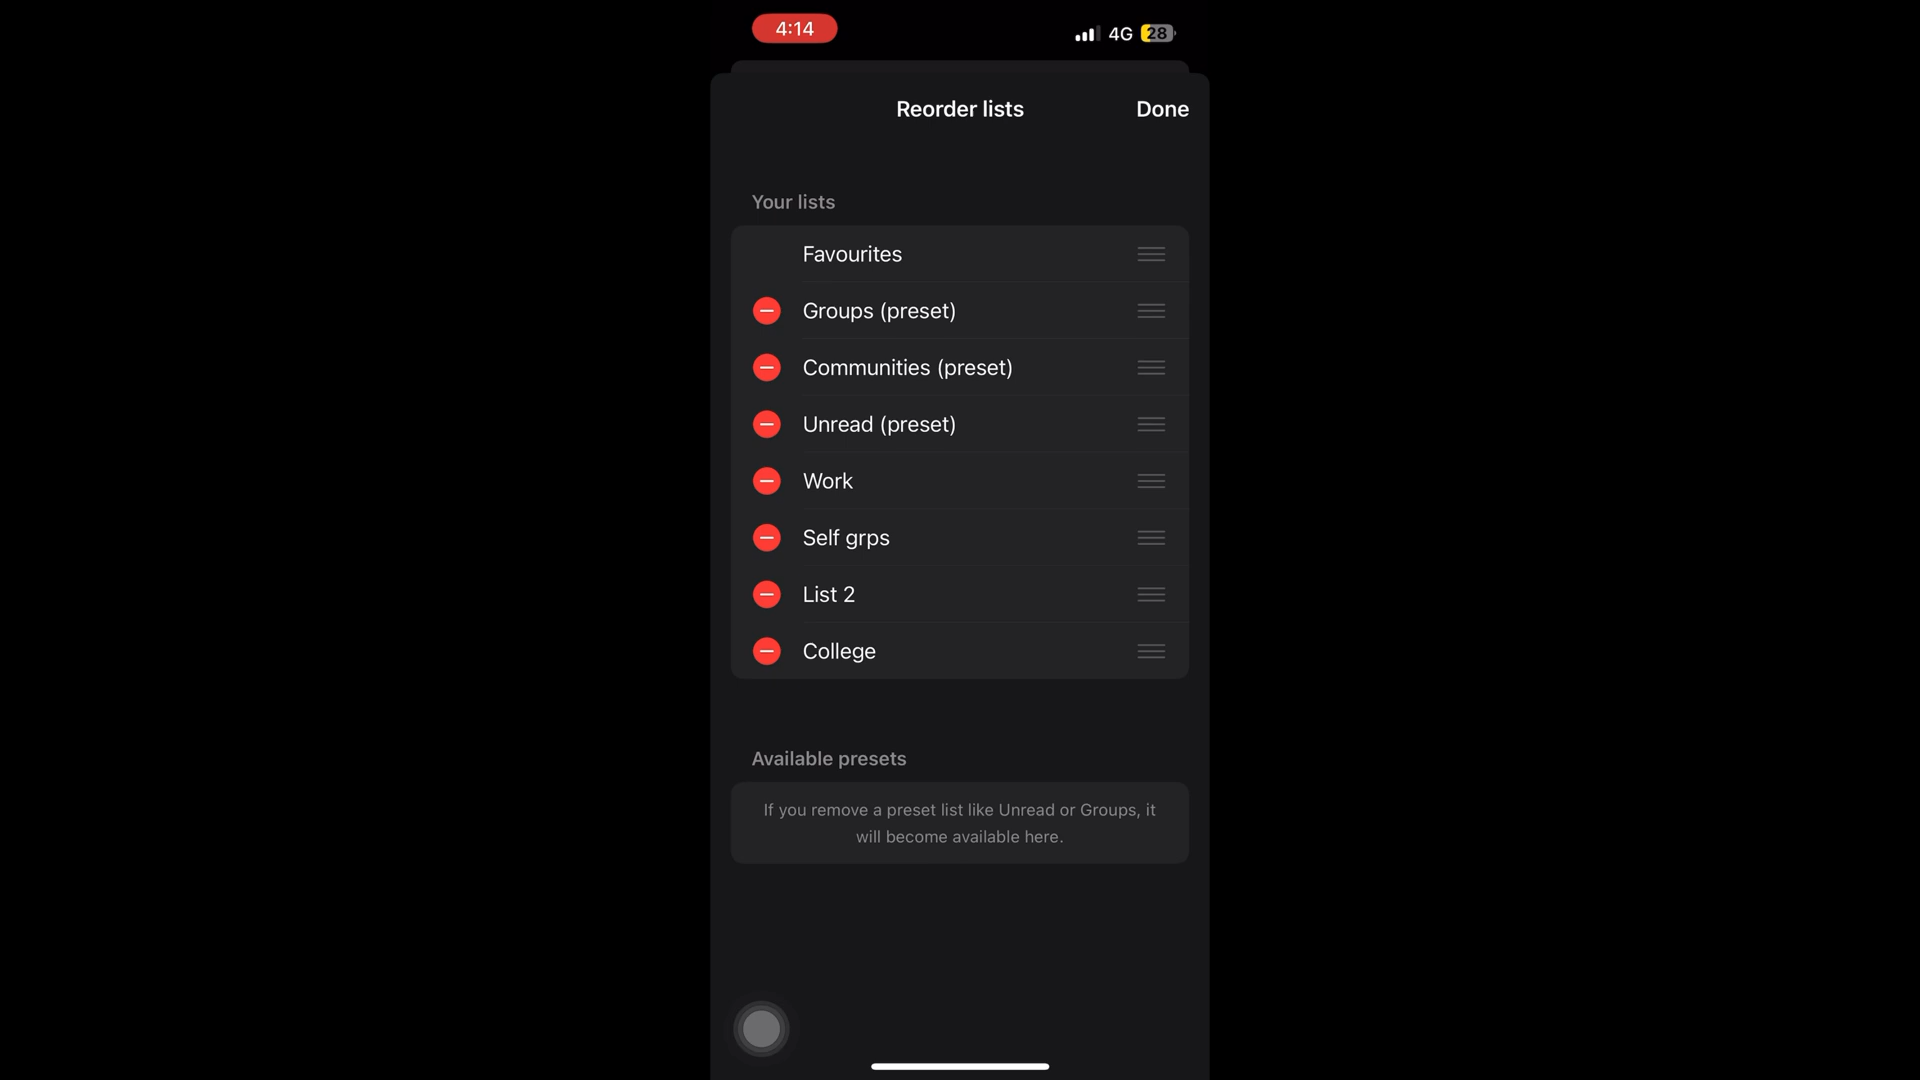 4:14
4G 28
Reorder lists
Done
Your lists
Favourites
Groups (preset)
Communities (preset)
Unread (preset)
Work
Self grps
List 2
College
Available presets
If you remove a preset list like Unread or Groups, it
will become available here.